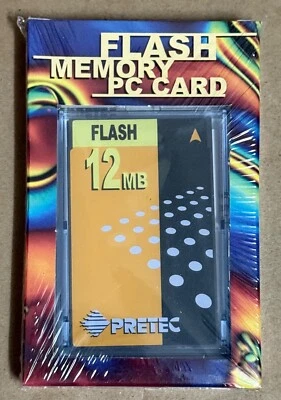 FLASH
MEMORY
PC CARD
FLASH
12MB
PRETEC